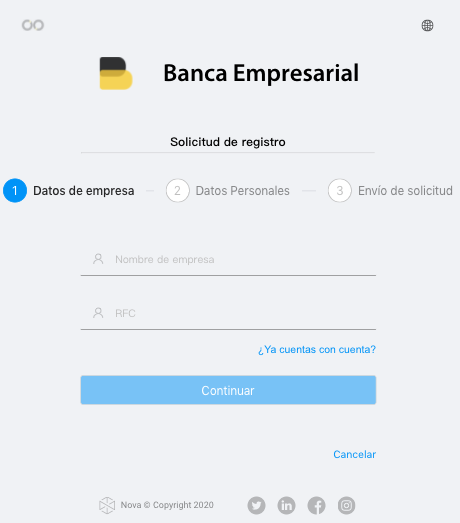 Banca Empresarial
Solicitud de registro
1 Datos de empresa 2 Datos Personales 3 Envío de solicitud
Nombre de empresa
RFC
¿Ya cuentas con cuenta?
Continuar
Cancelar
Nova © Copyright 2020